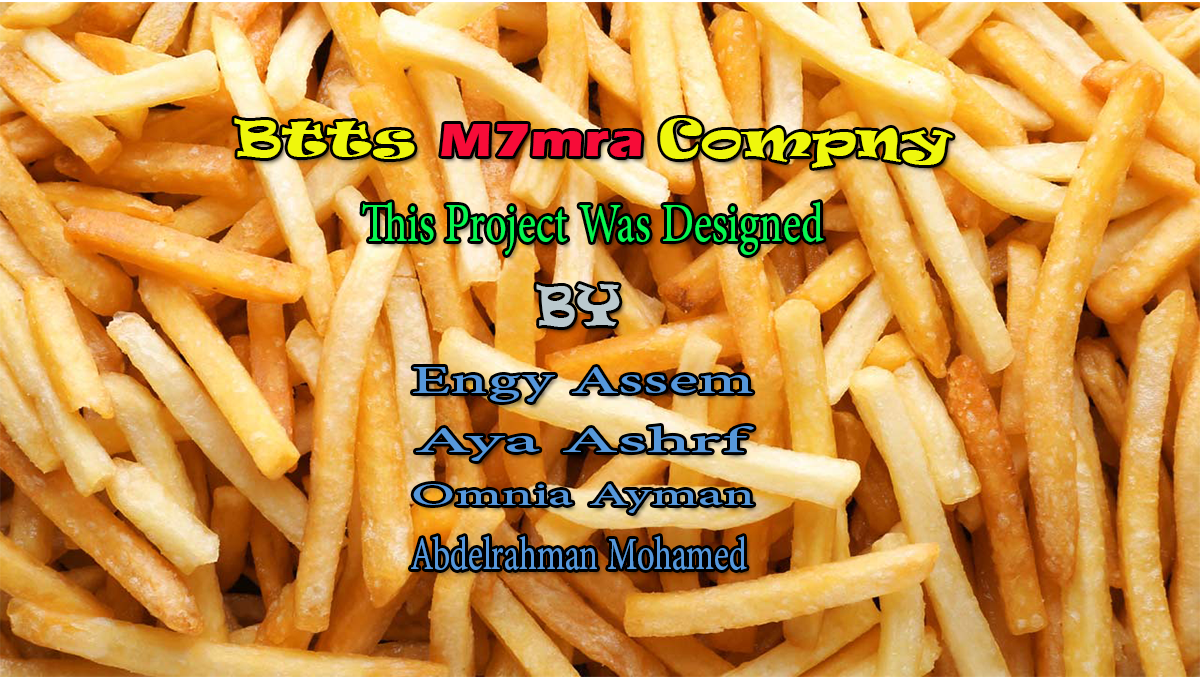 Btts M7mra Compny
This Project Was Designed
BY
Engy Assem
Aya Ashrf
Omnia Ayman
Abdelrahman Mohamed